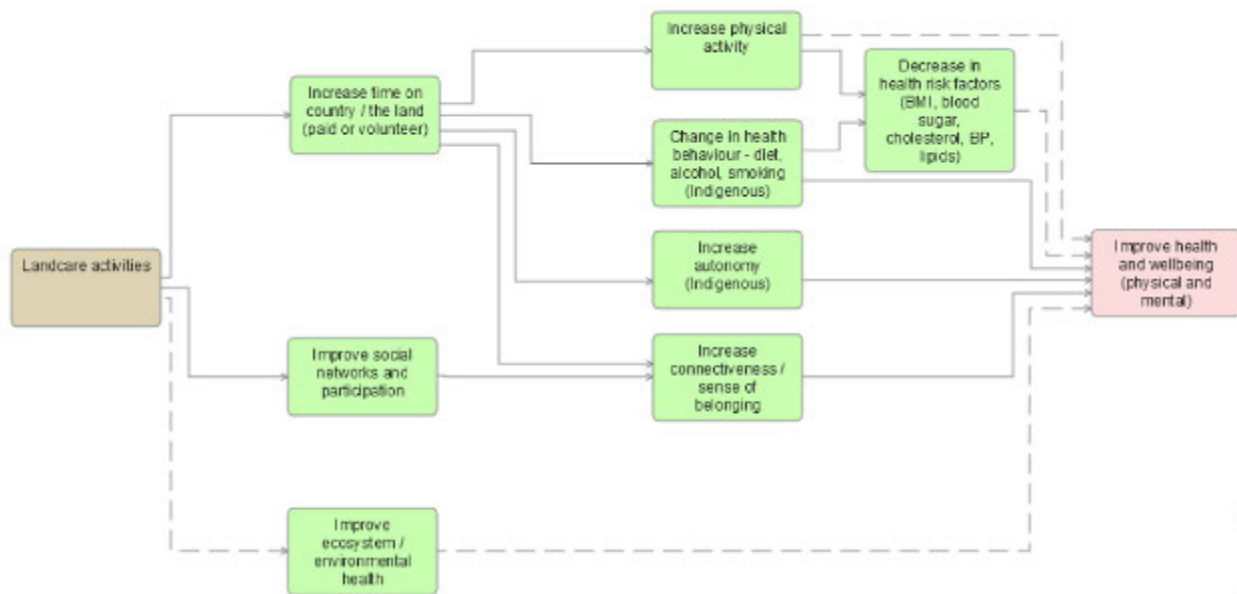 Landcare activities
Increase time on
country / the land
(paid or volunteer)
Improve social
networks and
participation
Improve
ecosystem /
environmental
health
Increase physical
activity
Change in health
behaviour - diet,
alcohol, smoking
(Indigenous)
Increase
autonomy
(Indigenous)
Increase
connectiveness /
sense of
belonging
Decrease in
health risk factors
(BMI, blood
sugar,
cholesterol, BP,
lipids)
Improve health
and wellbeing
(physical and
mental)